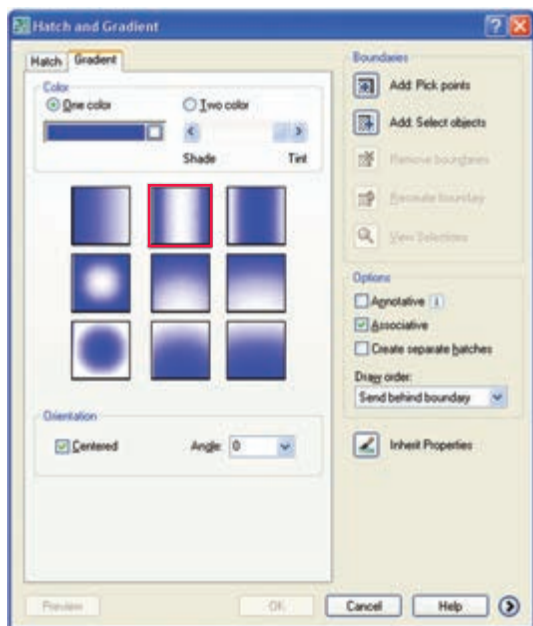 Hatch and Gradient
Hatch
Gradient
Color
One color
Two color
Shade
Tint
Orientation
Centered
Angle: 0
Boundaries
Add: Pick points
Add: Select objects
Remove boundaries
Recreate boundary
View Selections
Options
Annotative
Associative
Create separate hatches
Draw order:
Send behind boundary
Inherit Properties
Preview
OK
Cancel
Help